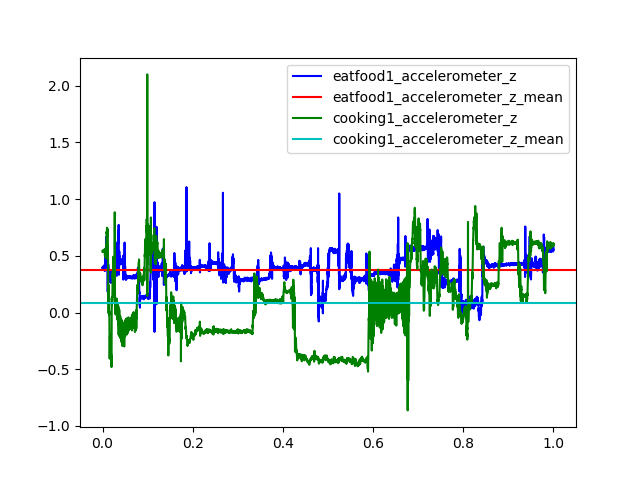 2.0
1.5
1.0
0.5
0.0
−0.5
−1.0
0.0 0.2 0.4 0.6 0.8 1.0
eatfood1_accelerometer_z
eatfood1_accelerometer_z_mean
cooking1_accelerometer_z
cooking1_accelerometer_z_mean